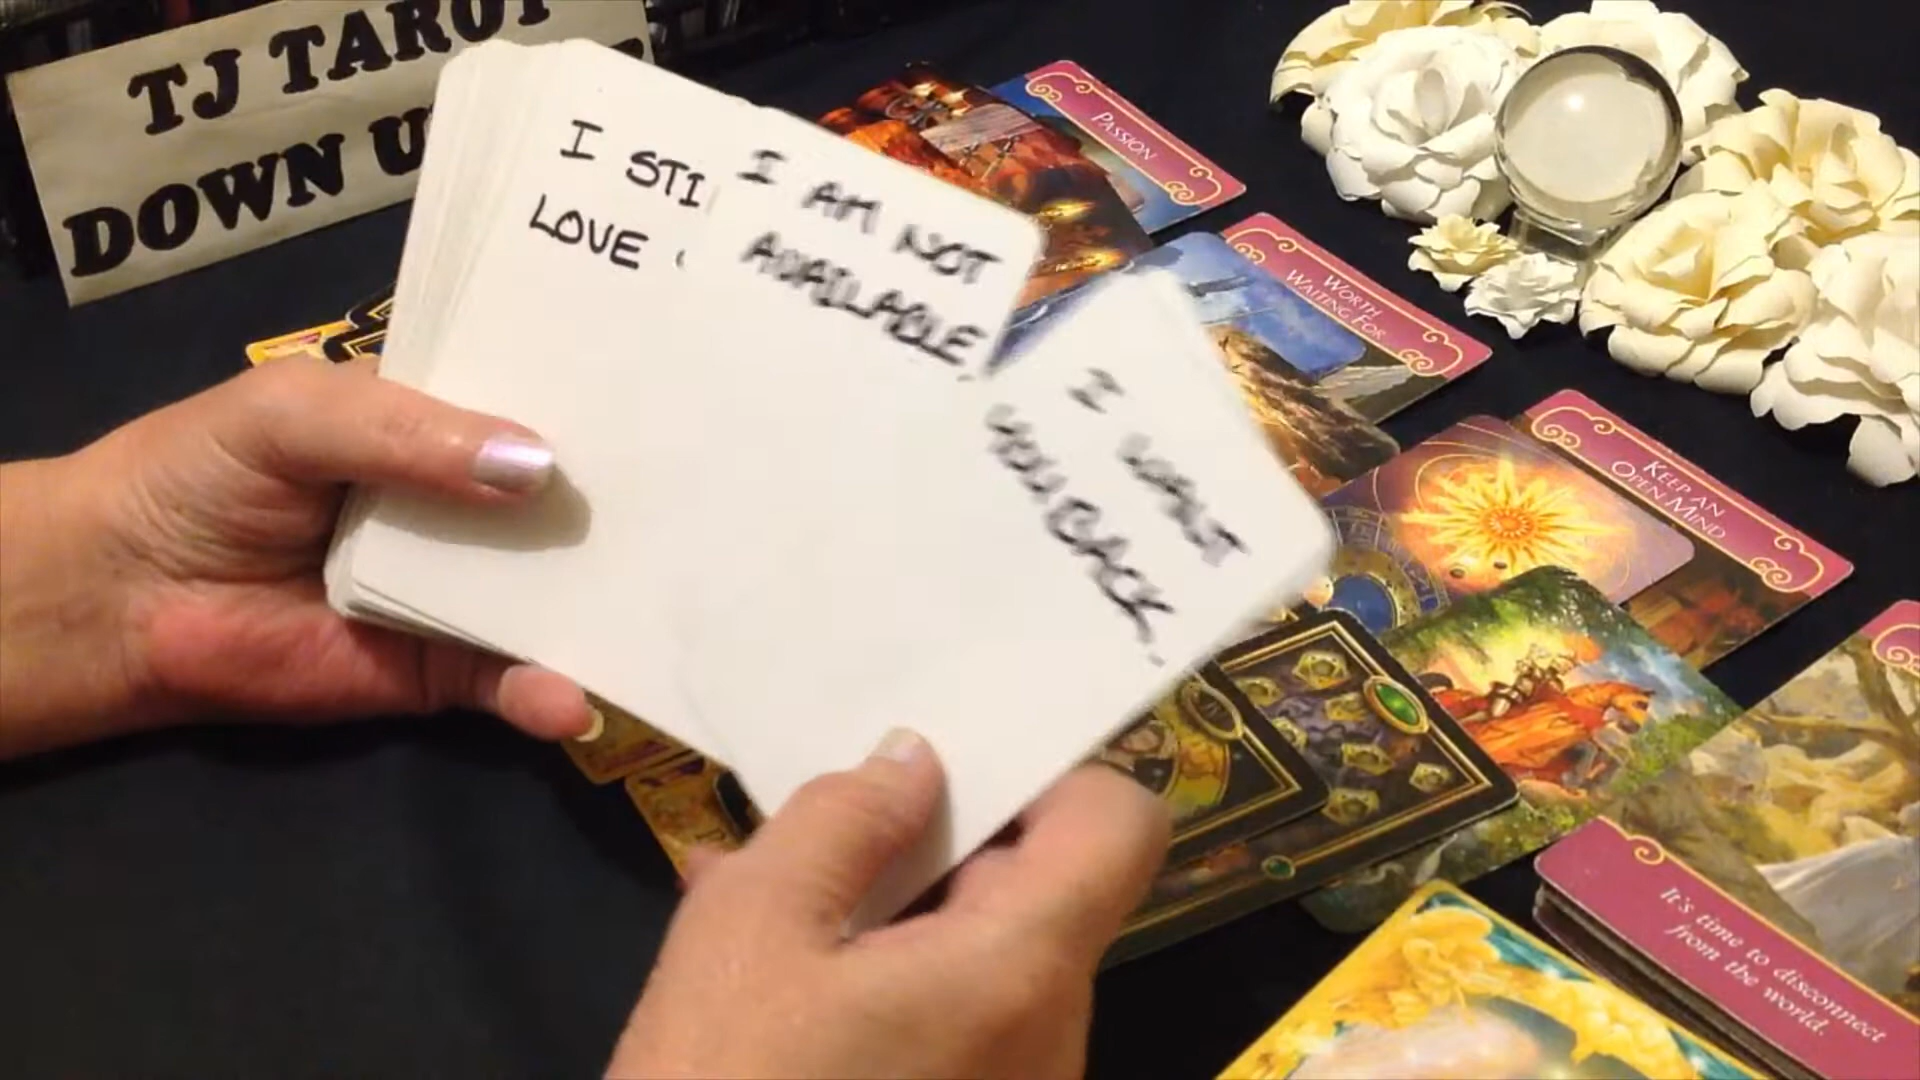 TJ TAROT
DOWN U
I STI
LOVE
I AM NOT
AVAILABLE.
I WANT
YOU BACK.
PASSION
WORTH
WAITING FOR
KEEP AN
OPEN MIND
It's time to disconnect
from the world.